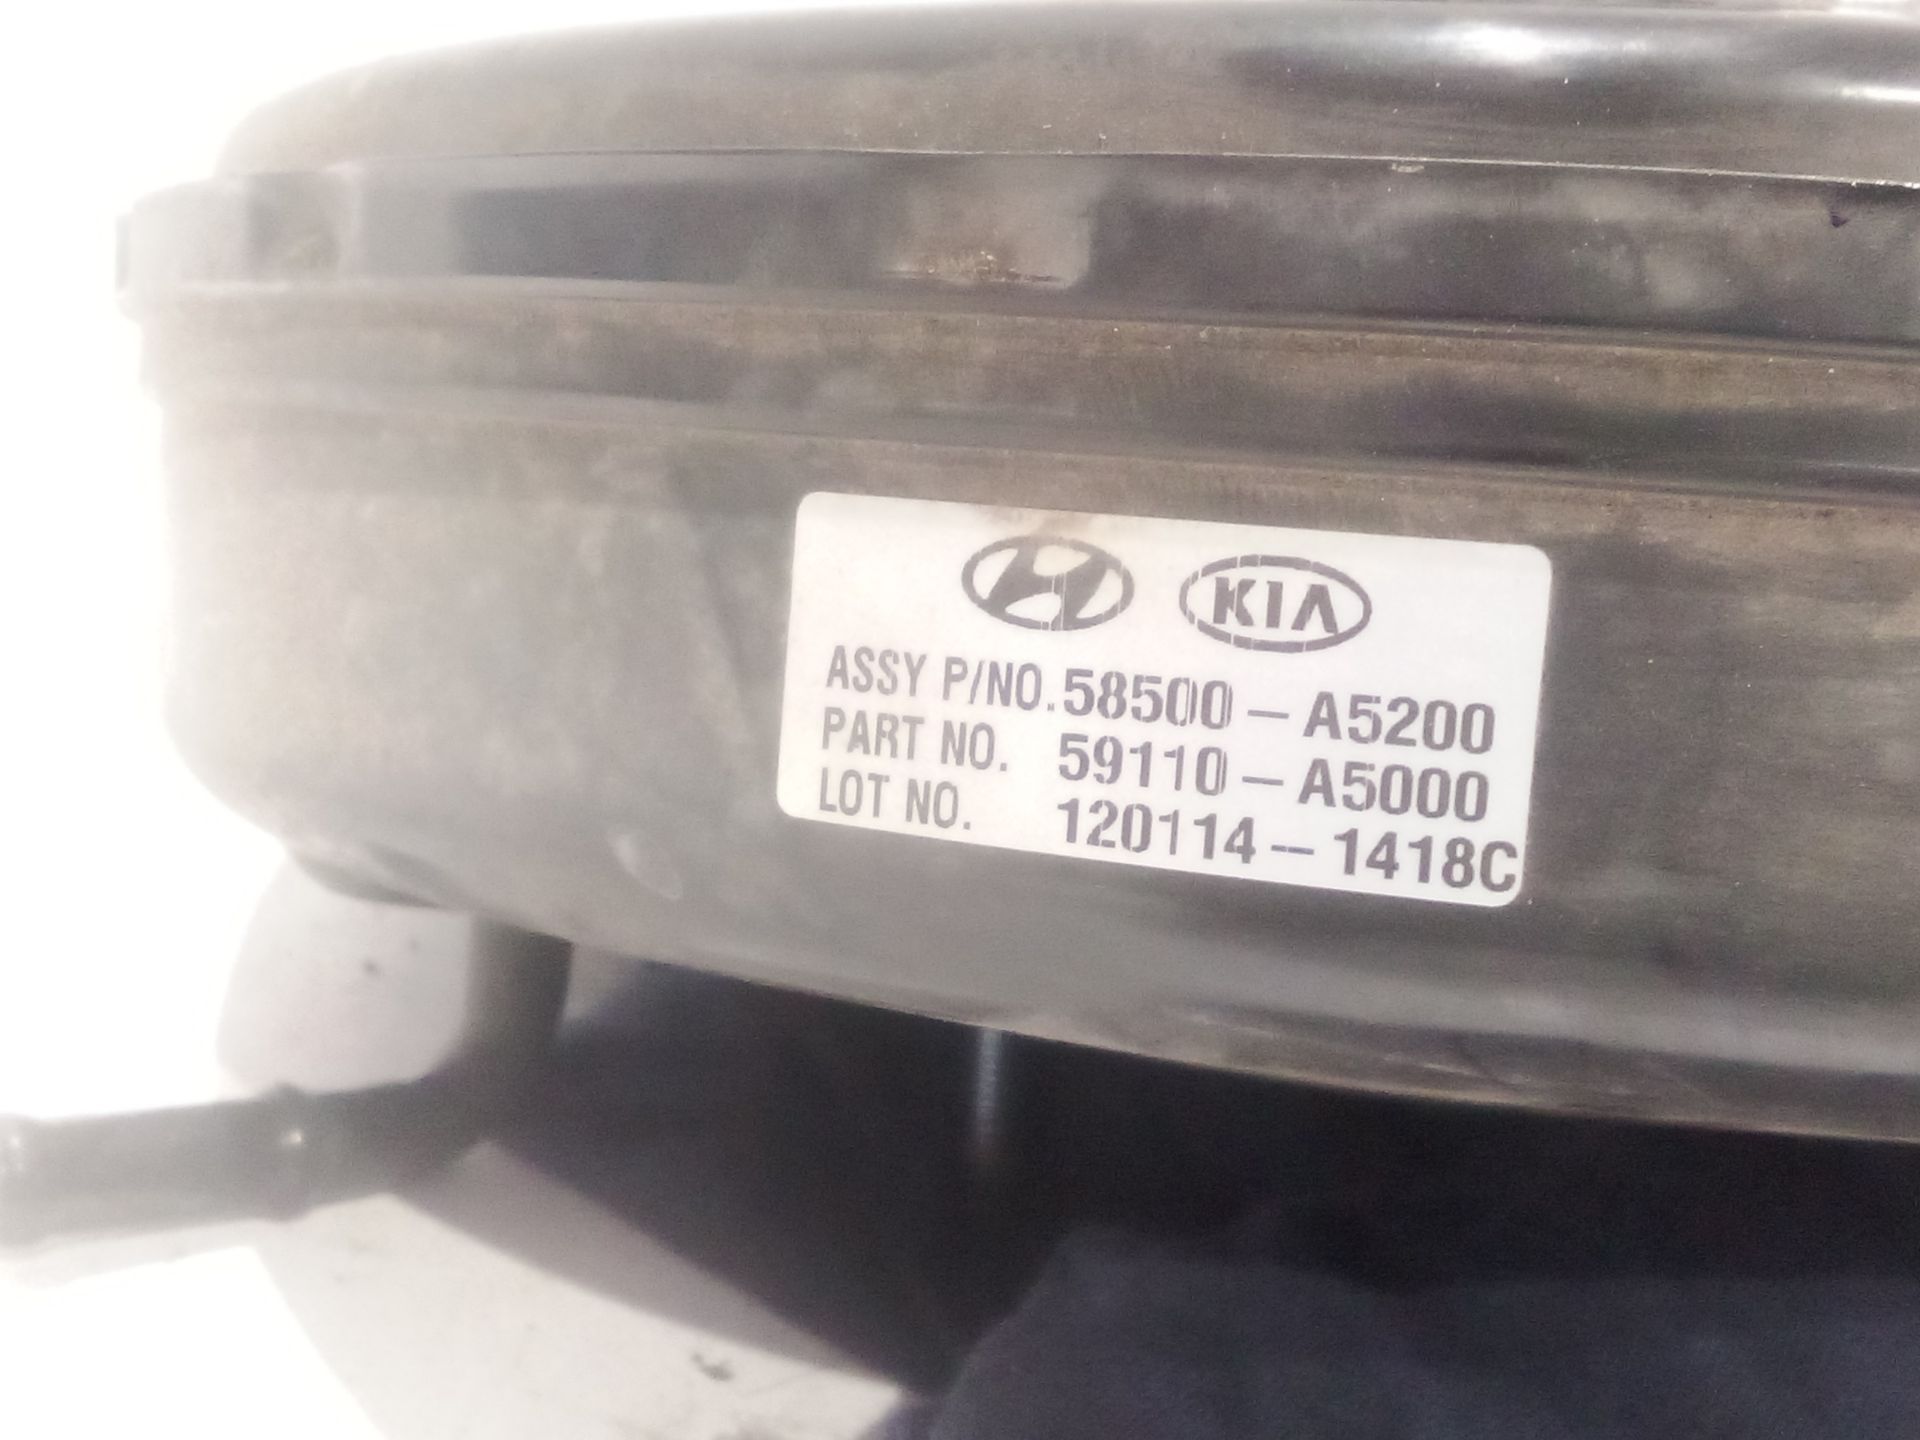 KIA
ASSY P/NO. 58500-A5200
PART NO. 59110-A5000
LOT NO. 120114-1418C